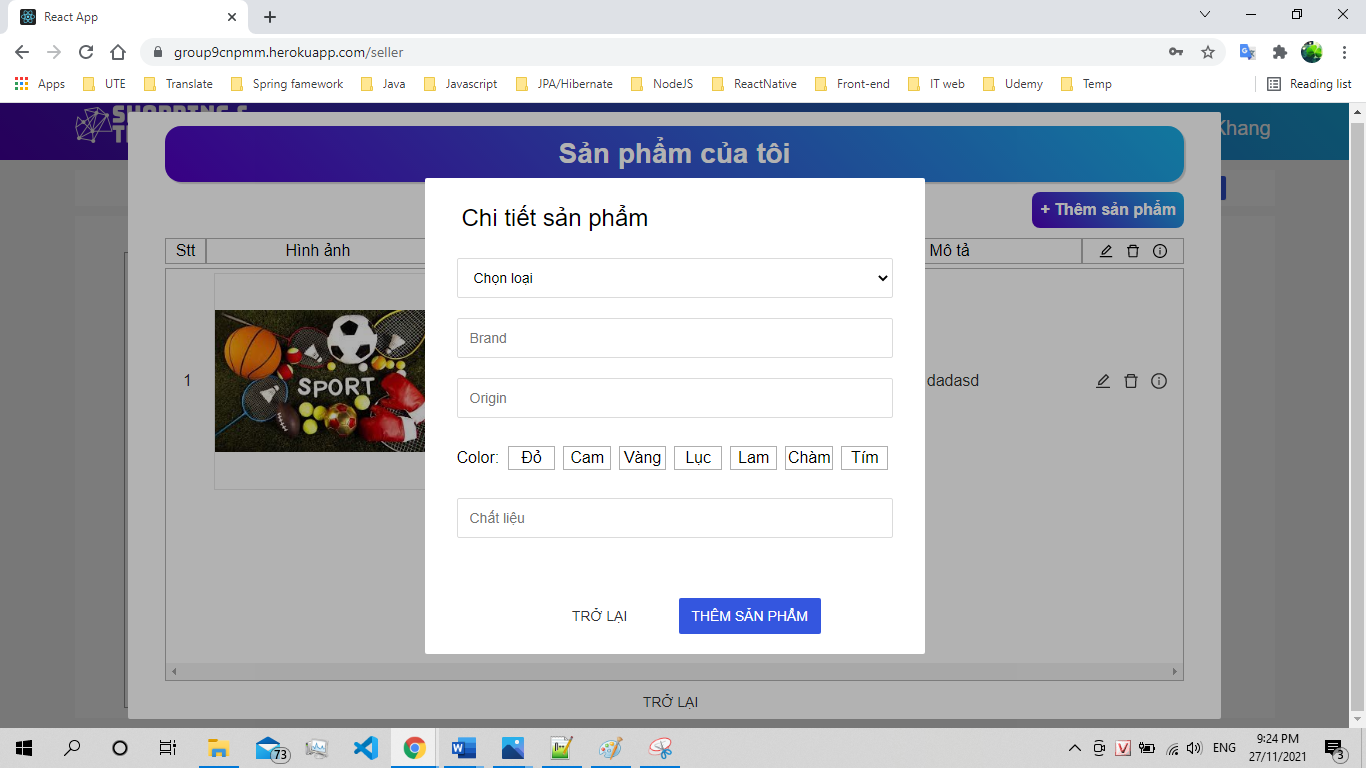 React App
group9cnpmm.herokuapp.com/seller
Apps UTE Translate Spring famework Java Javascript JPA/Hibernate NodeJS ReactNative Front-end IT web Udemy Temp Reading list
Khang
Sản phẩm của tôi
+ Thêm sản phẩm
Stt Hình ảnh Mô tả
1 SPORT dadasd
Chi tiết sản phẩm
Chọn loại
Brand
Origin
Color: Đỏ Cam Vàng Lục Lam Chàm Tím
Chất liệu
TRỞ LẠI THÊM SẢN PHẨM
TRỞ LẠI
73 ENG 9:24 PM
27/11/2021 3